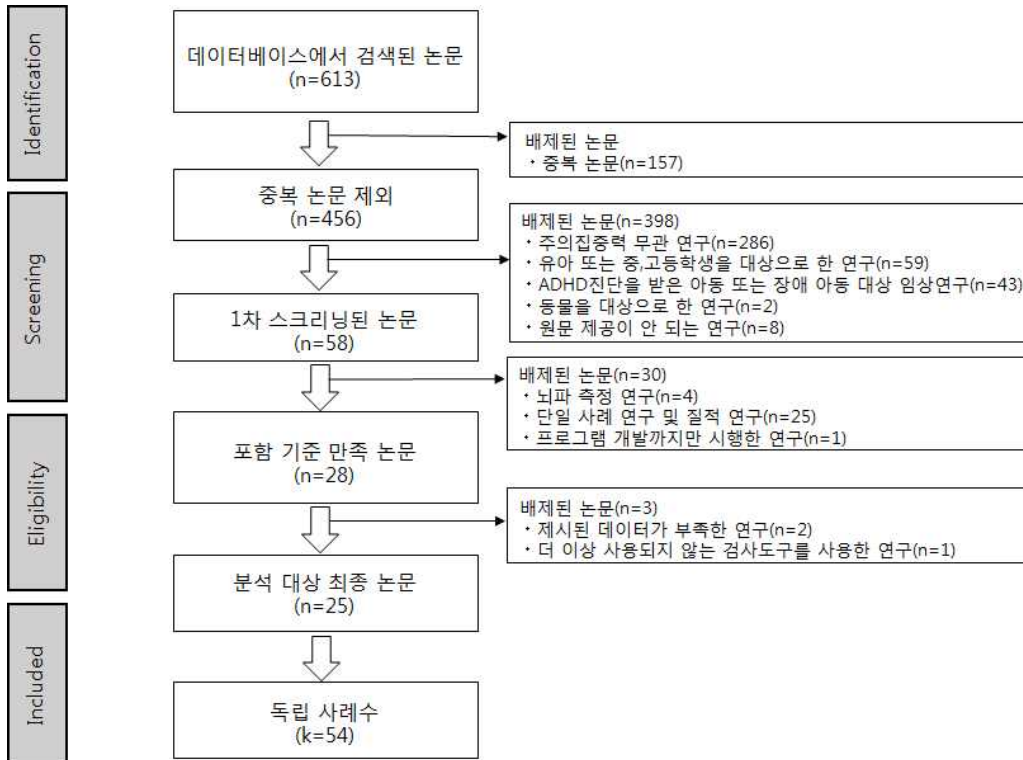 Identification
데이터베이스에서 검색된 논문
(n=613)
배제된 논문
· 중복 논문(n=157)
중복 논문 제외
(n=456)
Screening
배제된 논문(n=398)
· 주의집중력 무관 연구(n=286)
· 유아 또는 중,고등학생을 대상으로 한 연구(n=59)
· ADHD진단을 받은 아동 또는 장애 아동 대상 임상연구(n=43)
· 동물을 대상으로 한 연구(n=2)
· 원문 제공이 안 되는 연구(n=8)
1차 스크리닝된 논문
(n=58)
배제된 논문(n=30)
· 뇌파 측정 연구(n=4)
· 단일 사례 연구 및 질적 연구(n=25)
· 프로그램 개발까지만 시행한 연구(n=1)
Eligibility
포함 기준 만족 논문
(n=28)
배제된 논문(n=3)
· 제시된 데이터가 부족한 연구(n=2)
· 더 이상 사용되지 않는 검사도구를 사용한 연구(n=1)
분석 대상 최종 논문
(n=25)
Included
독립 사례수
(k=54)